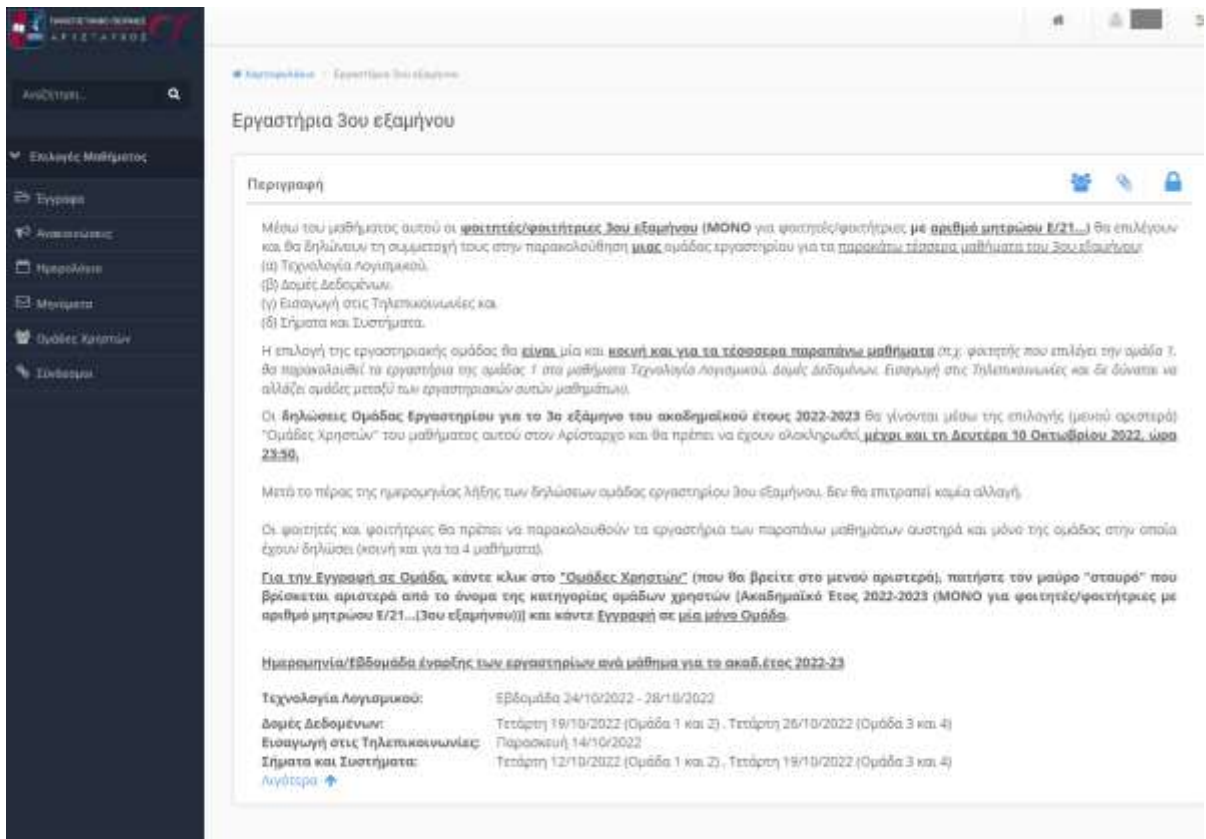 ΑΡΙΣΤΑΡΧΟΣ
Αναζήτηση...
Επιλογές Μαθήματος
Έγγραφα
Ανακοινώσεις
Ημερολόγιο
Μηνύματα
Ομάδες Χρηστών
Σύνδεσμοι
Χαρτοφυλάκιο Εργαστήρια 3ου εξαμήνου
Εργαστήρια 3ου εξαμήνου
Περιγραφή
Μέσω του μαθήματος αυτού οι φοιτητές/φοιτήτριες 3ου εξαμήνου (ΜΟΝΟ για φοιτητές/φοιτήτριες με αριθμό μητρώου Ε/21...) θα επιλέγουν
και θα δηλώνουν τη συμμετοχή τους στην παρακολούθηση μιας ομάδας εργαστηρίου για τα παρακάτω τέσσερα μαθήματα του 3ου εξαμήνου:
(α) Τεχνολογία Λογισμικού,
(β) Δομές Δεδομένων,
(γ) Εισαγωγή στις Τηλεπικοινωνίες και
(δ) Σήματα και Συστήματα.
Η επιλογή της εργαστηριακής ομάδας θα είναι μία και κοινή και για τα τέσσερα παραπάνω μαθήματα (π.χ. φοιτητής που επιλέγει την ομάδα 1,
θα παρακολουθεί τα εργαστήρια της ομάδας 1 στα μαθήματα Τεχνολογία Λογισμικού, Δομές Δεδομένων, Εισαγωγή στις Τηλεπικοινωνίες και δε δύναται να
αλλάζει ομάδες μεταξύ των εργαστηριακών αυτών μαθημάτων).
Οι δηλώσεις Ομάδας Εργαστηρίου για το 3ο εξάμηνο του ακαδημαϊκού έτους 2022-2023 θα γίνονται μέσω της επιλογής (μενού αριστερά)
"Ομάδες Χρηστών" του μαθήματος αυτού στον Αρίσταρχο και θα πρέπει να έχουν ολοκληρωθεί μέχρι και τη Δευτέρα 10 Οκτωβρίου 2022, ώρα
23:50.
Μετά το πέρας της ημερομηνίας λήξης των δηλώσεων ομάδας εργαστηρίου 3ου εξαμήνου, δεν θα επιτραπεί καμία αλλαγή.
Οι φοιτητές και φοιτήτριες θα πρέπει να παρακολουθούν τα εργαστήρια των παραπάνω μαθημάτων αυστηρά και μόνο της ομάδας στην οποία
έχουν δηλώσει (κοινή και για τα 4 μαθήματα).
Για την Εγγραφή σε Ομάδα, κάντε κλικ στο "Ομάδες Χρηστών" (που θα βρείτε στο μενού αριστερά), πατήστε τον μαύρο "σταυρό" που
βρίσκεται αριστερά από το όνομα της κατηγορίας ομάδων χρηστών [Ακαδημαϊκό Έτος 2022-2023 (ΜΟΝΟ για φοιτητές/φοιτήτριες με
αριθμό μητρώου Ε/21...(3ου εξαμήνου))] και κάντε Εγγραφή σε μία μόνο Ομάδα.
Ημερομηνία/Εβδομάδα έναρξης των εργαστηρίων ανά μάθημα για το ακαδ.έτος 2022-23
Τεχνολογία Λογισμικού: Εβδομάδα 24/10/2022 - 28/10/2022
Δομές Δεδομένων: Τετάρτη 19/10/2022 (Ομάδα 1 και 2) , Τετάρτη 26/10/2022 (Ομάδα 3 και 4)
Εισαγωγή στις Τηλεπικοινωνίες: Παρασκευή 14/10/2022
Σήματα και Συστήματα: Τετάρτη 12/10/2022 (Ομάδα 1 και 2) , Τετάρτη 19/10/2022 (Ομάδα 3 και 4)
Λιγότερα